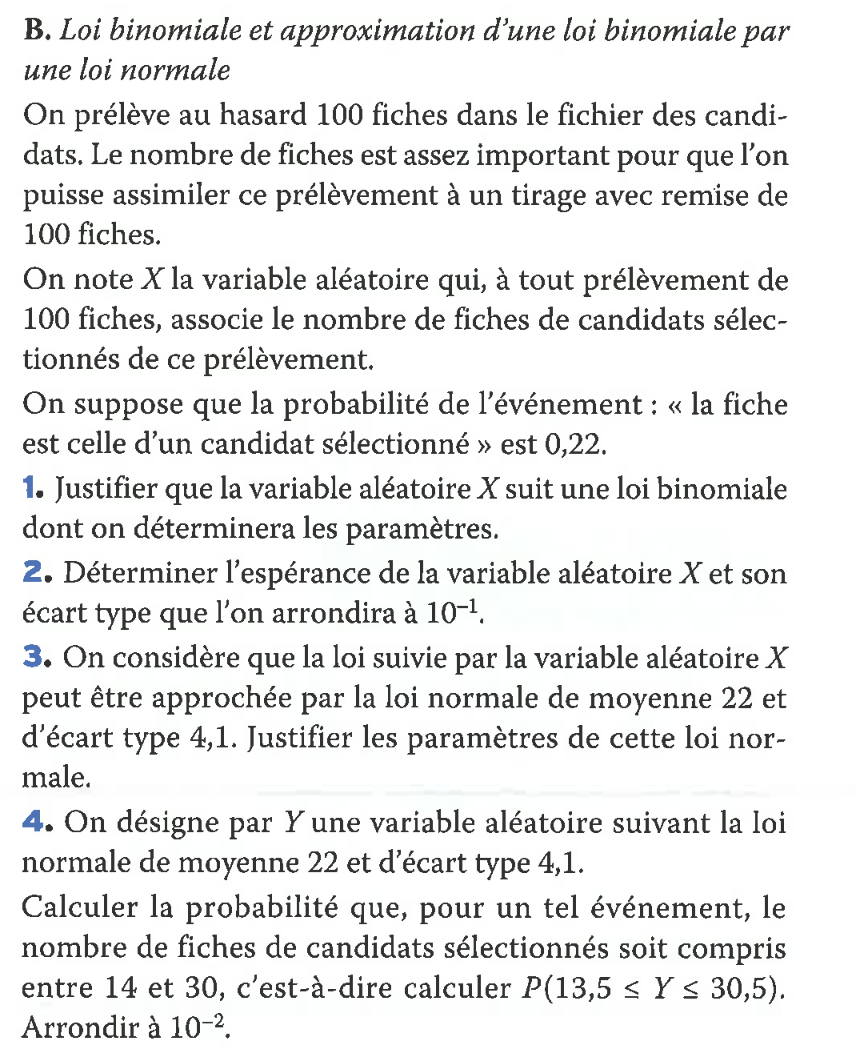 B. Loi binomiale et approximation d'une loi binomiale par
une loi normale
On prélève au hasard 100 fiches dans le fichier des candi-
dats. Le nombre de fiches est assez important pour que l'on
puisse assimiler ce prélèvement à un tirage avec remise de
100 fiches.
On note X la variable aléatoire qui, à tout prélèvement de
100 fiches, associe le nombre de fiches de candidats sélec-
tionnés de ce prélèvement.
On suppose que la probabilité de l'événement : « la fiche
est celle d'un candidat sélectionné » est 0,22.
1. Justifier que la variable aléatoire X suit une loi binomiale
dont on déterminera les paramètres.
2. Déterminer l'espérance de la variable aléatoire X et son
écart type que l'on arrondira à 10⁻¹.
3. On considère que la loi suivie par la variable aléatoire X
peut être approchée par la loi normale de moyenne 22 et
d'écart type 4,1. Justifier les paramètres de cette loi nor-
male.
4. On désigne par Y une variable aléatoire suivant la loi
normale de moyenne 22 et d'écart type 4,1.
Calculer la probabilité que, pour un tel événement, le
nombre de fiches de candidats sélectionnés soit compris
entre 14 et 30, c'est-à-dire calculer P(13,5 ≤ Y ≤ 30,5).
Arrondir à 10⁻².